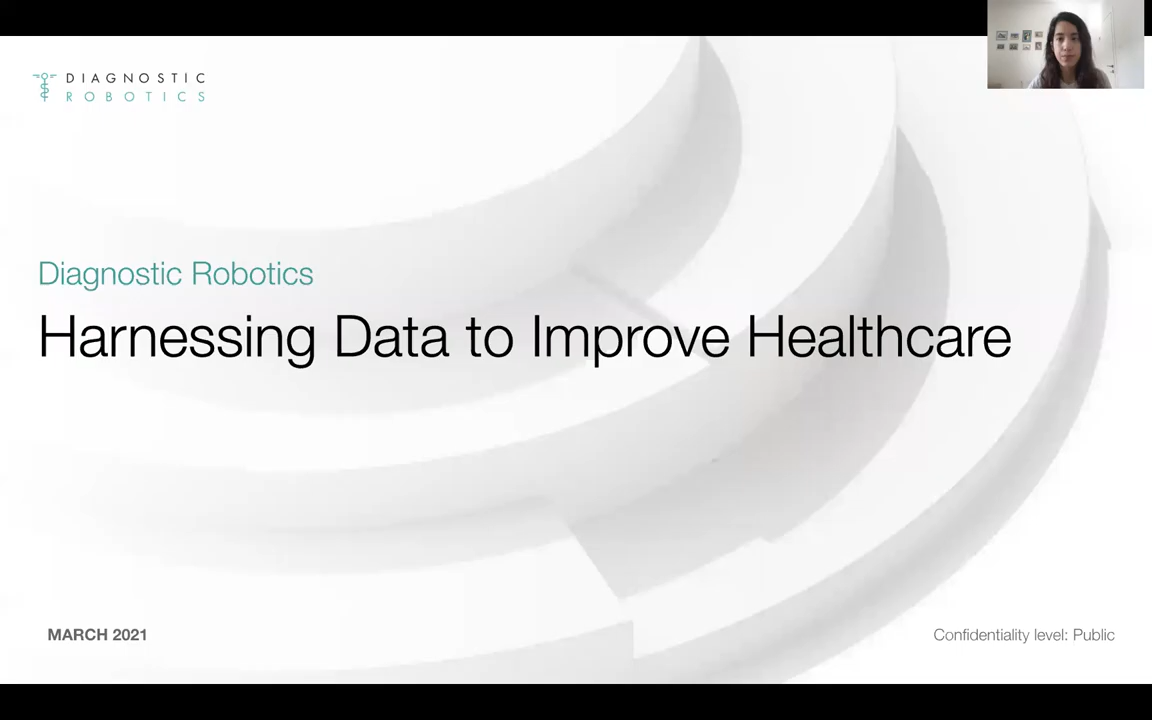 DIAGNOSTIC
ROBOTICS
Diagnostic Robotics
Harnessing Data to Improve Healthcare
MARCH 2021
Confidentiality level: Public